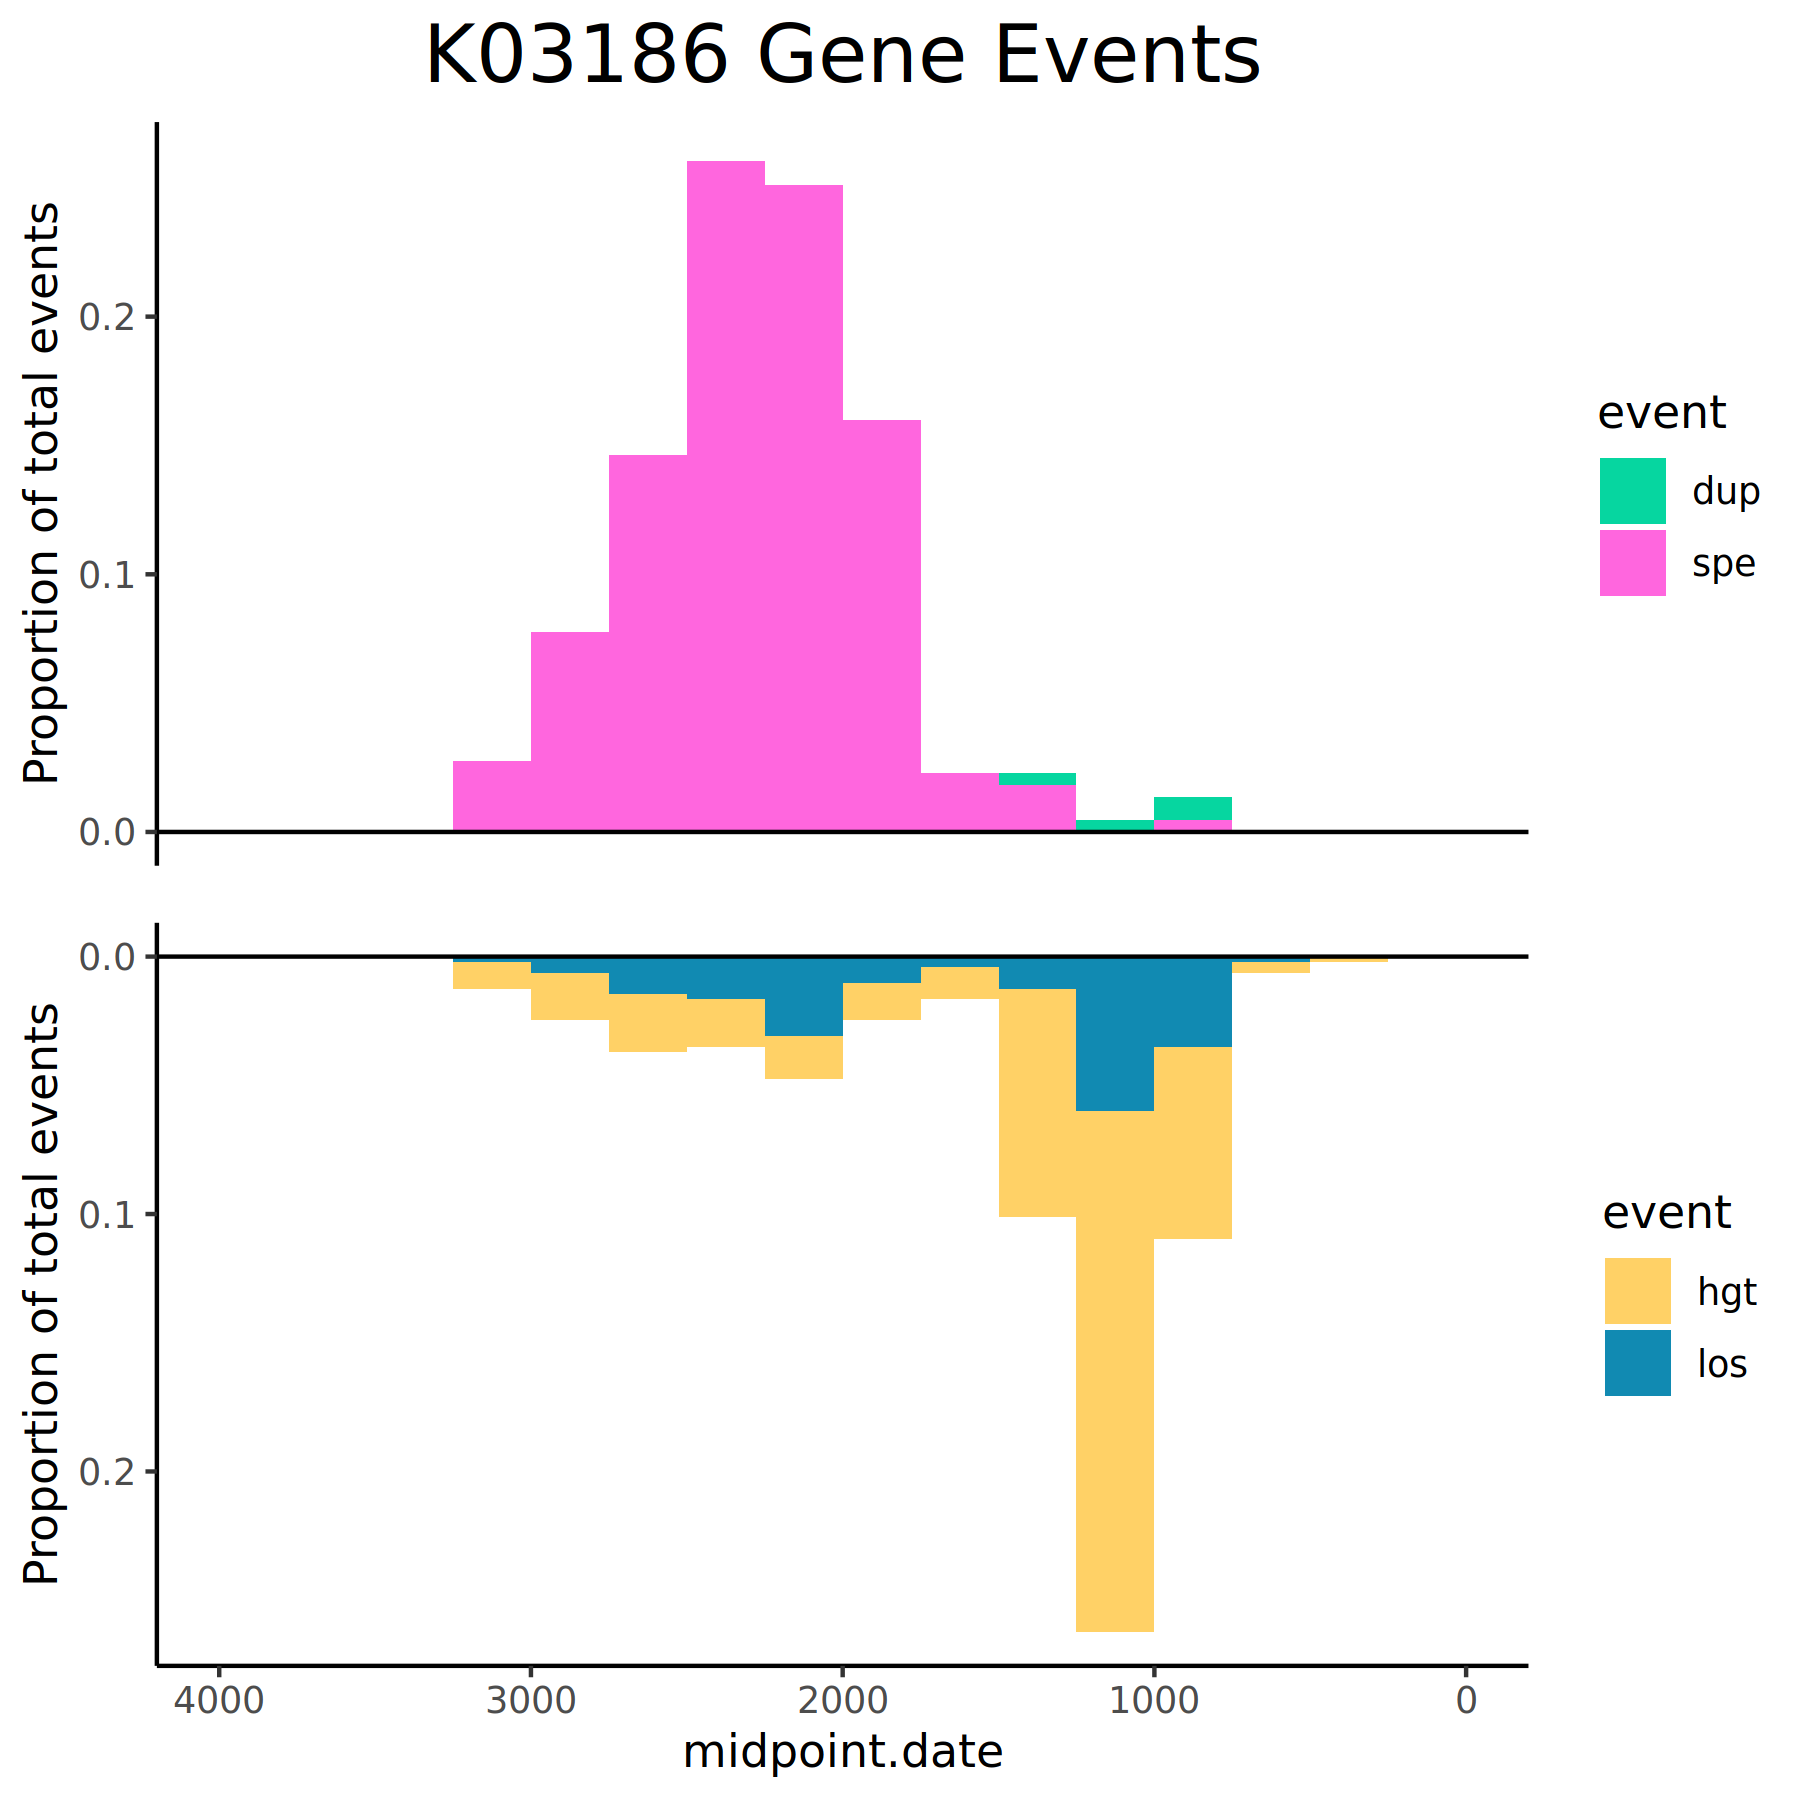 K03186 Gene Events
Proportion of total events
0.2
0.1
0.0
event
dup
spe
Proportion of total events
0.0
0.1
0.2
event
hgt
los
4000 3000 2000 1000 0
midpoint.date